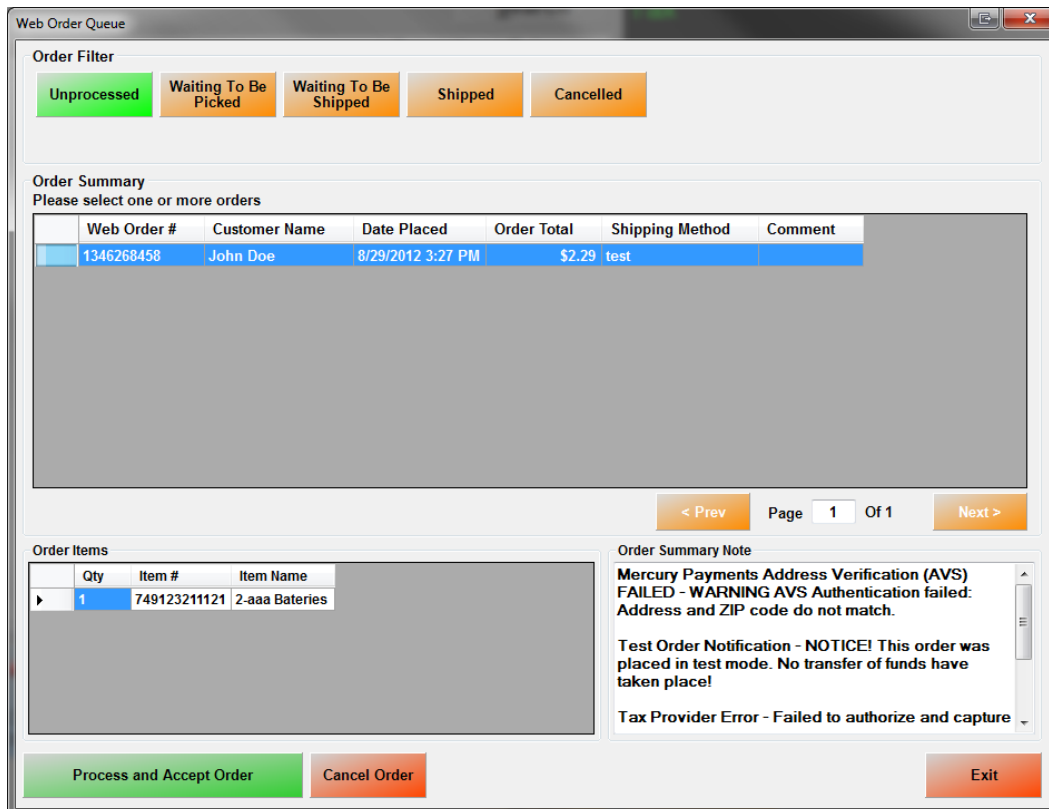 Web Order Queue
Order Filter
Unprocessed
Waiting To Be
Picked
Waiting To Be
Shipped
Shipped
Cancelled
Order Summary
Please select one or more orders
Web Order # Customer Name Date Placed Order Total Shipping Method Comment
1346268458 John Doe 8/29/2012 3:27 PM $2.29 test
< Prev Page 1 Of 1 Next >
Order Items
Qty Item # Item Name
1 749123211121 2-aaa Bateries
Order Summary Note
Mercury Payments Address Verification (AVS)
FAILED - WARNING AVS Authentication failed:
Address and ZIP code do not match.
Test Order Notification - NOTICE! This order was
placed in test mode. No transfer of funds have
taken place!
Tax Provider Error - Failed to authorize and capture
Process and Accept Order Cancel Order Exit